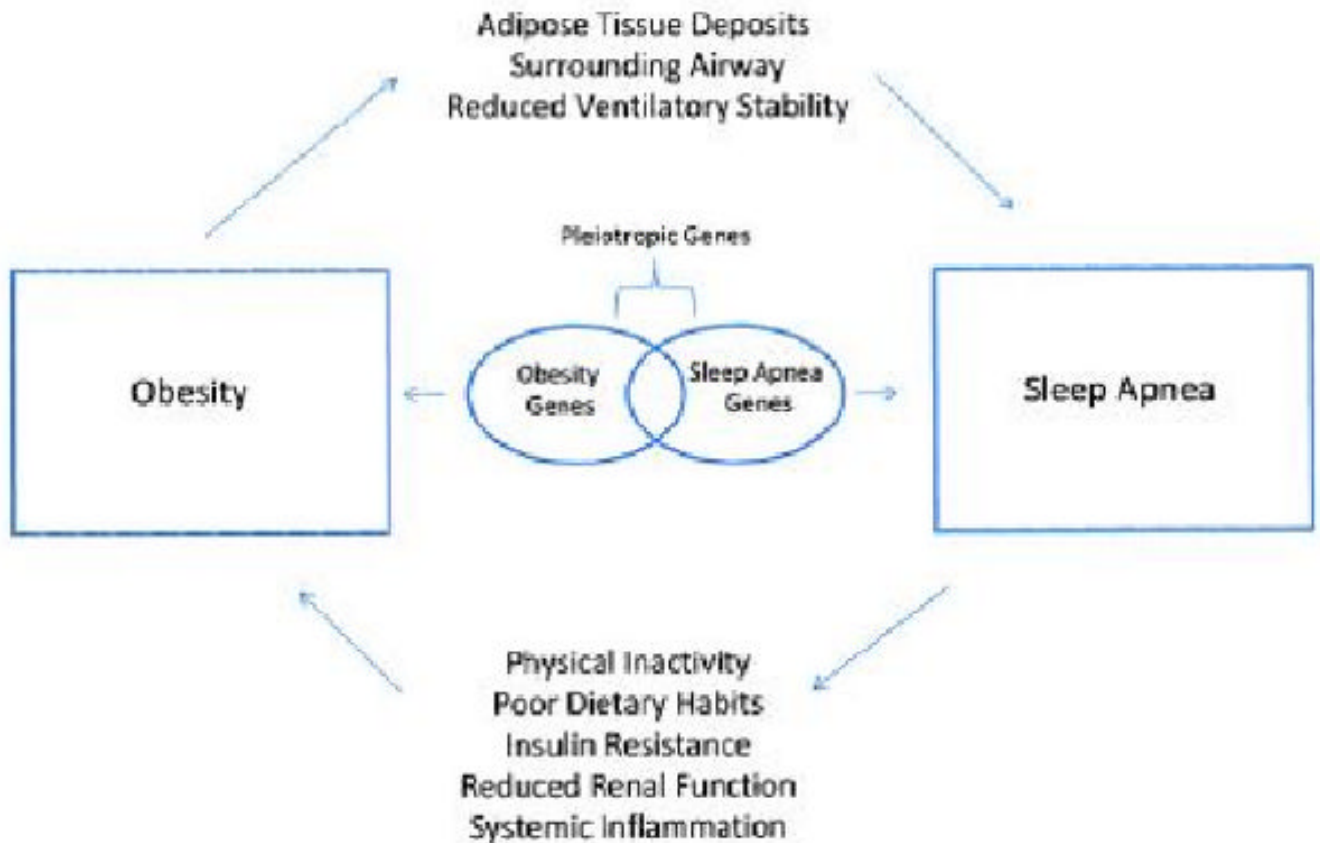 Adipose Tissue Deposits
Surrounding Airway
Reduced Ventilatory Stability
Pleiotropic Genes
Obesity
Obesity
Genes
Sleep Apnea
Genes
Sleep Apnea
Physical Inactivity
Poor Dietary Habits
Insulin Resistance
Reduced Renal Function
Systemic Inflammation